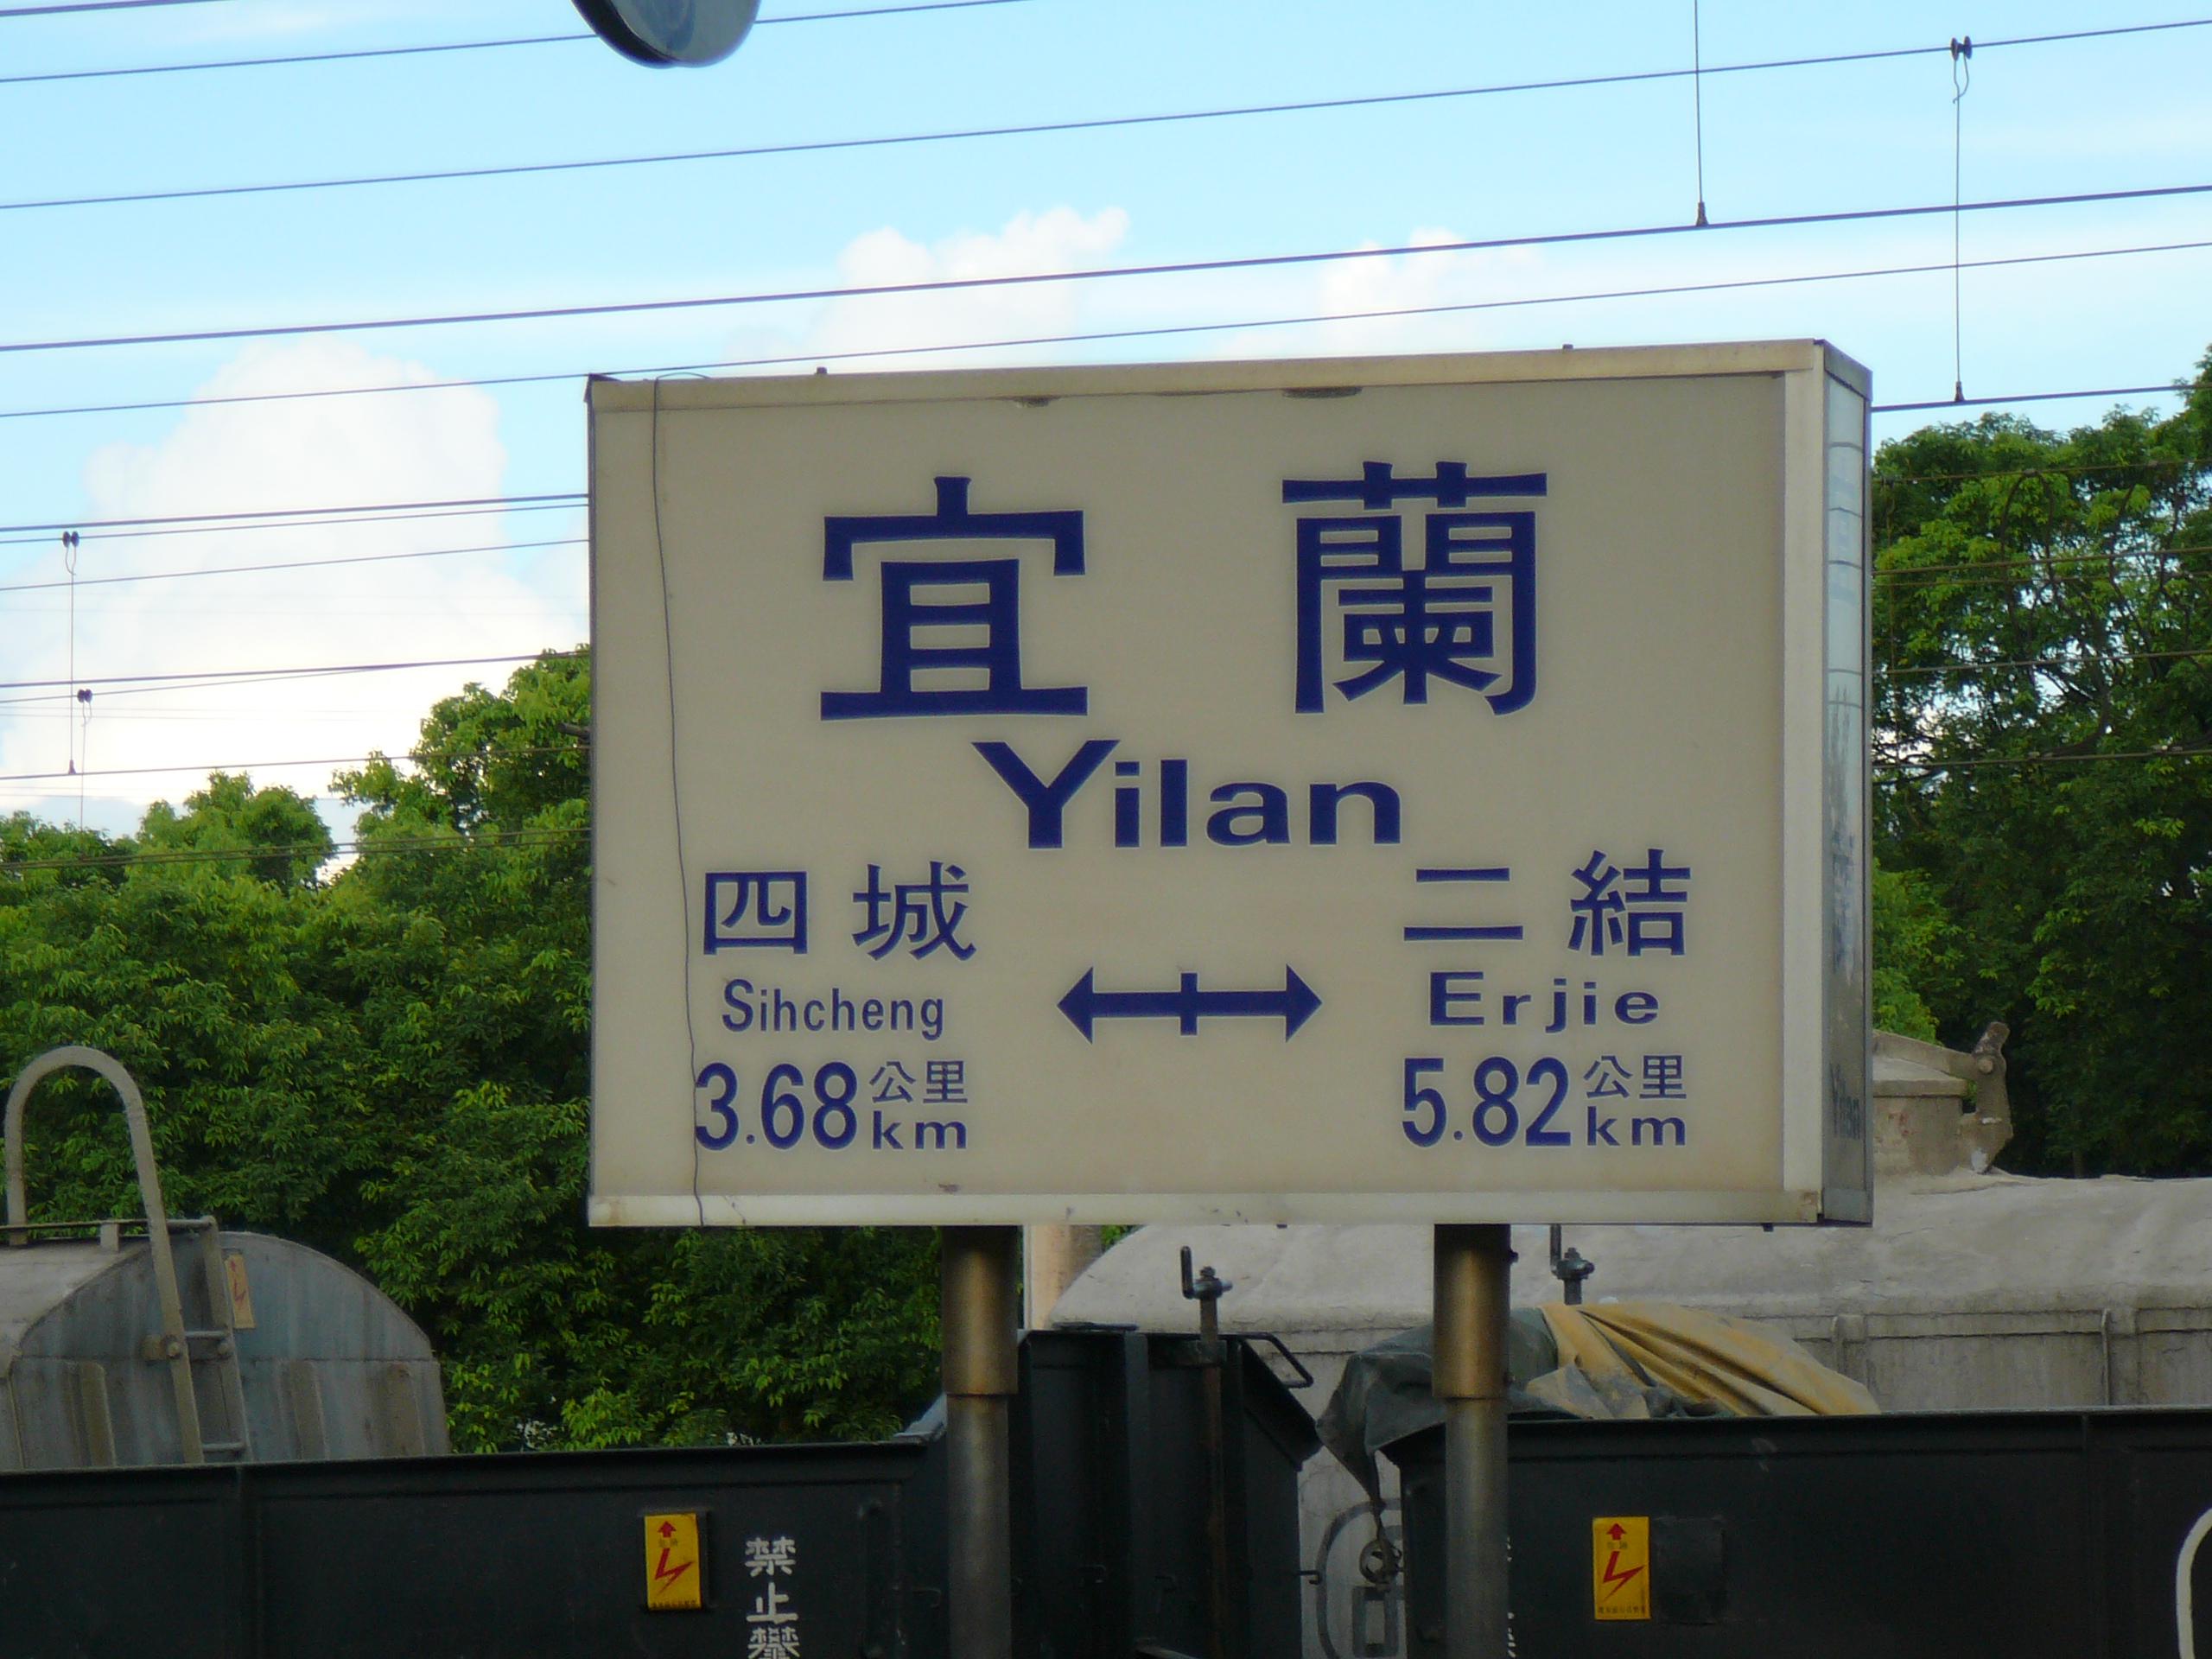 宜蘭
Yilan
四城
二結
Sihcheng
Erjie
3.68公里
km
5.82公里
km
禁止攀